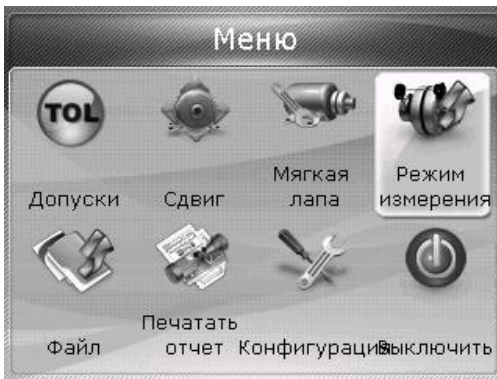 Меню
TOL
Допуски
Сдвиг
Мягкая
лапа
Режим
измерения
Файл
Печатать
отчет
Конфигурация
Выключить